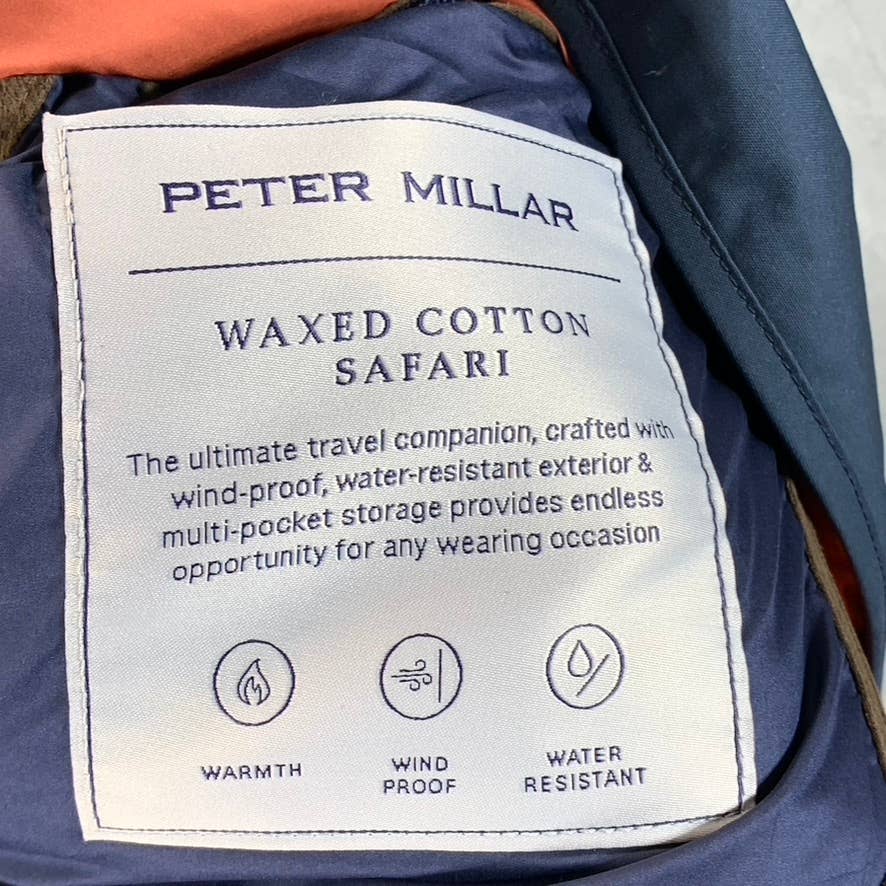 PETER MILLAR
WAXED COTTON
SAFARI
The ultimate travel companion, crafted with
wind-proof, water-resistant exterior &
multi-pocket storage provides endless
opportunity for any wearing occasion
WARMTH
WIND
PROOF
WATER
RESISTANT